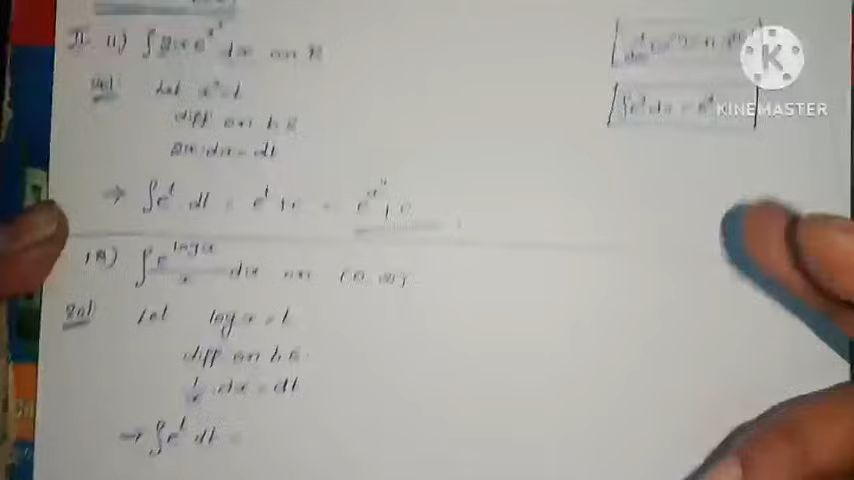 II. 11) ∫ 2x e^x² dx on R
Sol: Let x² = t
diff on b.s
2x. dx = dt
⇒ ∫ e^t dt = e^t + c = e^x² + c
12) ∫ e^log x / x dx on (0, ∞)
Sol: Let log x = t
diff on b.s.
1/x dx = dt
⇒ ∫ e^t dt =
∫ e^x dx = e^x
KINEMASTER